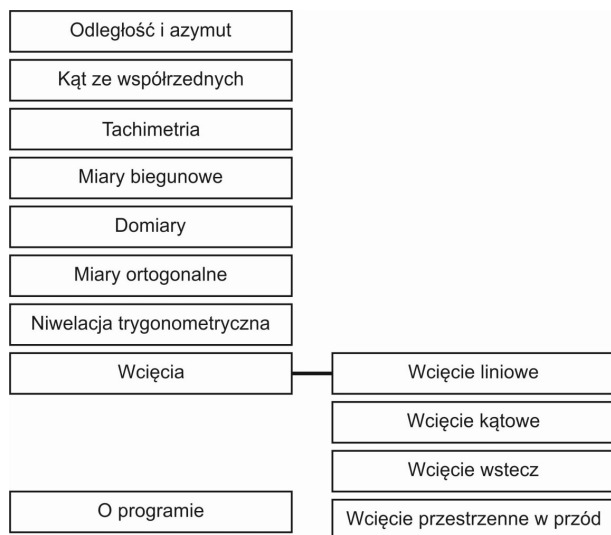 Odległość i azymut
Kąt ze współrzednych
Tachimetria
Miary biegunowe
Domiary
Miary ortogonalne
Niwelacja trygonometryczna
Wcięcia
Wcięcie liniowe
Wcięcie kątowe
Wcięcie wstecz
O programie
Wcięcie przestrzenne w przód